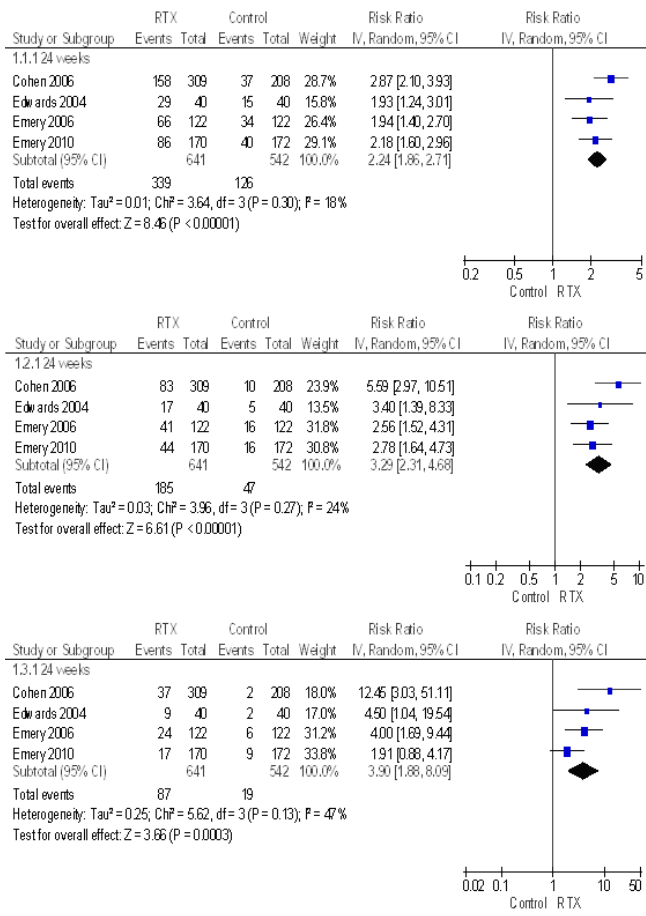 RTX Control Risk Ratio Risk Ratio
Study or Subgroup Events Total Events Total Weight IV, Random, 95% CI IV, Random, 95% CI
1.1.1 24 weeks
Cohen 2006 158 309 37 208 28.7% 2.87 [2.10, 3.93]
Edwards 2004 29 40 15 40 15.8% 1.93 [1.24, 3.01]
Emery 2006 66 122 34 122 26.4% 1.94 [1.40, 2.70]
Emery 2010 86 170 40 172 29.1% 2.18 [1.60, 2.96]
Subtotal (95% CI) 641 542 100.0% 2.24 [1.86, 2.71]
Total events 339 126
Heterogeneity: Tau² = 0.01; Chi² = 3.64, df = 3 (P = 0.30); I² = 18%
Test for overall effect: Z = 8.46 (P < 0.00001)
0.2 0.5 1 2 5
Control RTX
RTX Control Risk Ratio Risk Ratio
Study or Subgroup Events Total Events Total Weight IV, Random, 95% CI IV, Random, 95% CI
1.2.1 24 weeks
Cohen 2006 83 309 10 208 23.9% 5.59 [2.97, 10.51]
Edwards 2004 17 40 5 40 13.5% 3.40 [1.39, 8.33]
Emery 2006 41 122 16 122 31.8% 2.56 [1.52, 4.31]
Emery 2010 44 170 16 172 30.8% 2.78 [1.64, 4.73]
Subtotal (95% CI) 641 542 100.0% 3.29 [2.31, 4.68]
Total events 185 47
Heterogeneity: Tau² = 0.03; Chi² = 3.96, df = 3 (P = 0.27); I² = 24%
Test for overall effect: Z = 6.61 (P < 0.00001)
0.1 0.2 0.5 1 2 5 10
Control RTX
RTX Control Risk Ratio Risk Ratio
Study or Subgroup Events Total Events Total Weight IV, Random, 95% CI IV, Random, 95% CI
1.3.1 24 weeks
Cohen 2006 37 309 2 208 18.0% 12.45 [3.03, 51.11]
Edwards 2004 9 40 2 40 17.0% 4.50 [1.04, 19.54]
Emery 2006 24 122 6 122 31.2% 4.00 [1.69, 9.44]
Emery 2010 17 170 9 172 33.8% 1.91 [0.88, 4.17]
Subtotal (95% CI) 641 542 100.0% 3.90 [1.88, 8.09]
Total events 87 19
Heterogeneity: Tau² = 0.25; Chi² = 5.62, df = 3 (P = 0.13); I² = 47%
Test for overall effect: Z = 3.66 (P = 0.0003)
0.02 0.1 1 10 50
Control RTX